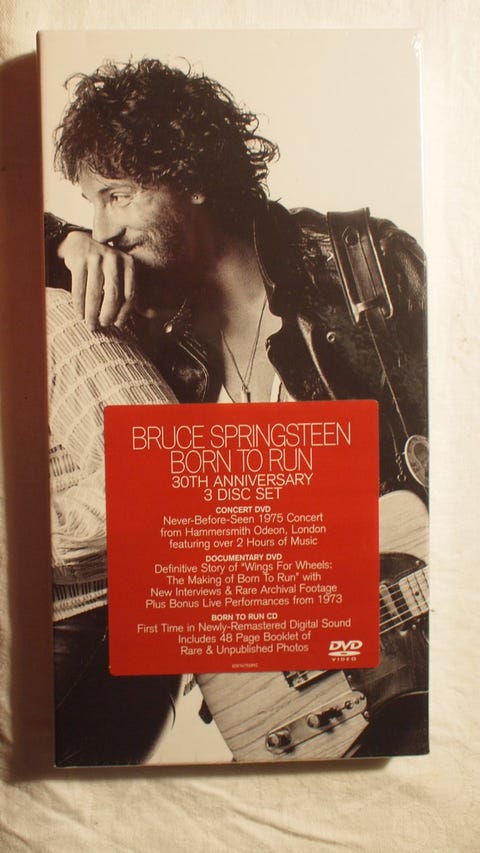 BRUCE SPRINGSTEEN
BORN TO RUN
30TH ANNIVERSARY
3 DISC SET
CONCERT DVD
Never-Before-Seen 1975 Concert
from Hammersmith Odeon, London
featuring over 2 Hours of Music
DOCUMENTARY DVD
Definitive Story of "Wings For Wheels:
The Making of Born To Run" with
New Interviews & Rare Archival Footage
Plus Bonus Live Performances from 1973
BORN TO RUN CD
First Time in Newly-Remastered Digital Sound
Includes 48 Page Booklet of
Rare & Unpublished Photos
DVD
VIDEO